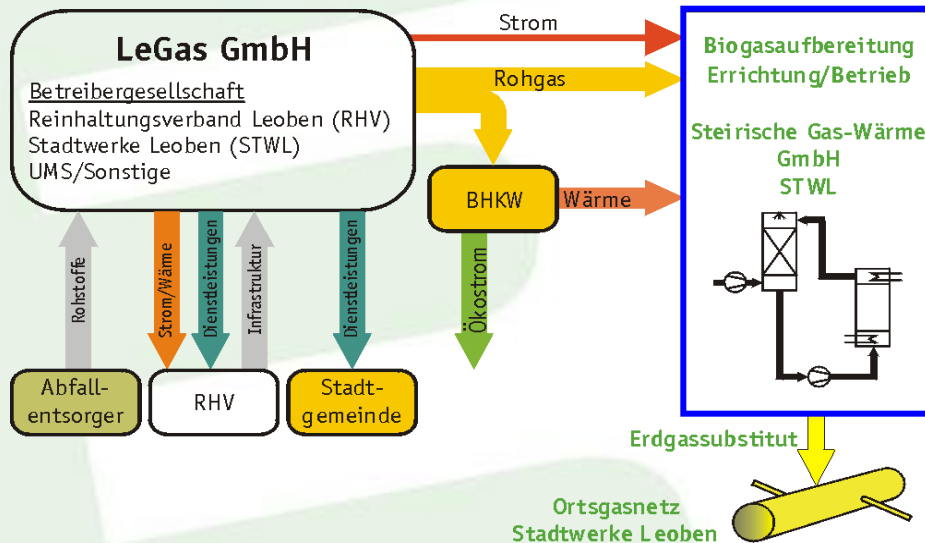 LeGas GmbH
Betreibergesellschaft
Reinhaltungsverband Leoben (RHV)
Stadtwerke Leoben (STWL)
UMS/Sonstige
Strom
Rohgas
BHKW
Wärme
Ökostrom
Biogasaufbereitung
Errichtung/Betrieb
Steirische Gas-Wärme
GmbH
STWL
Rohstoffe
Strom/Wärme
Dienstleistungen
Infrastruktur
Dienstleistungen
Abfall-
entsorger
RHV
Stadt-
gemeinde
Erdgassubstitut
Ortsgasnetz
Stadtwerke Leoben